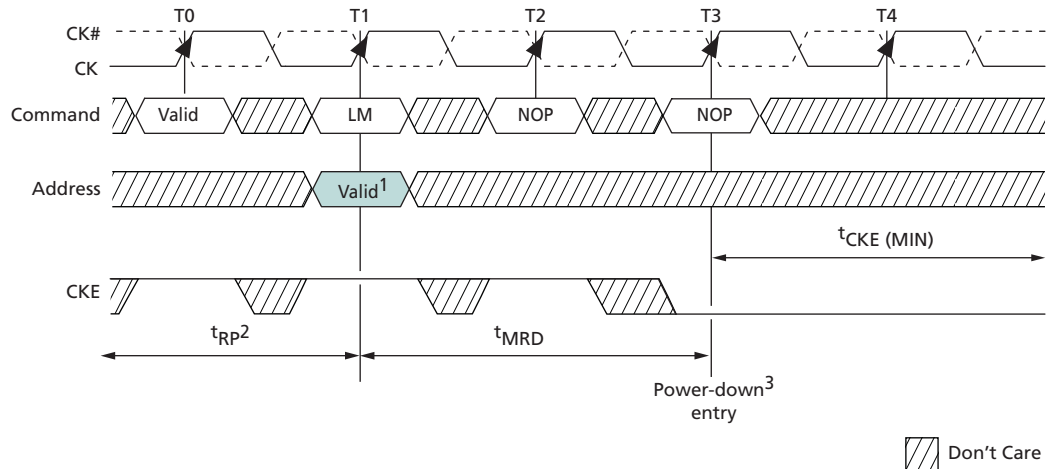 T0 T1 T2 T3 T4
CK#
CK
Command Valid LM NOP NOP
Address Valid1
tCKE (MIN)
CKE
tRP2 tMRD
Power-down3
entry
Don't Care